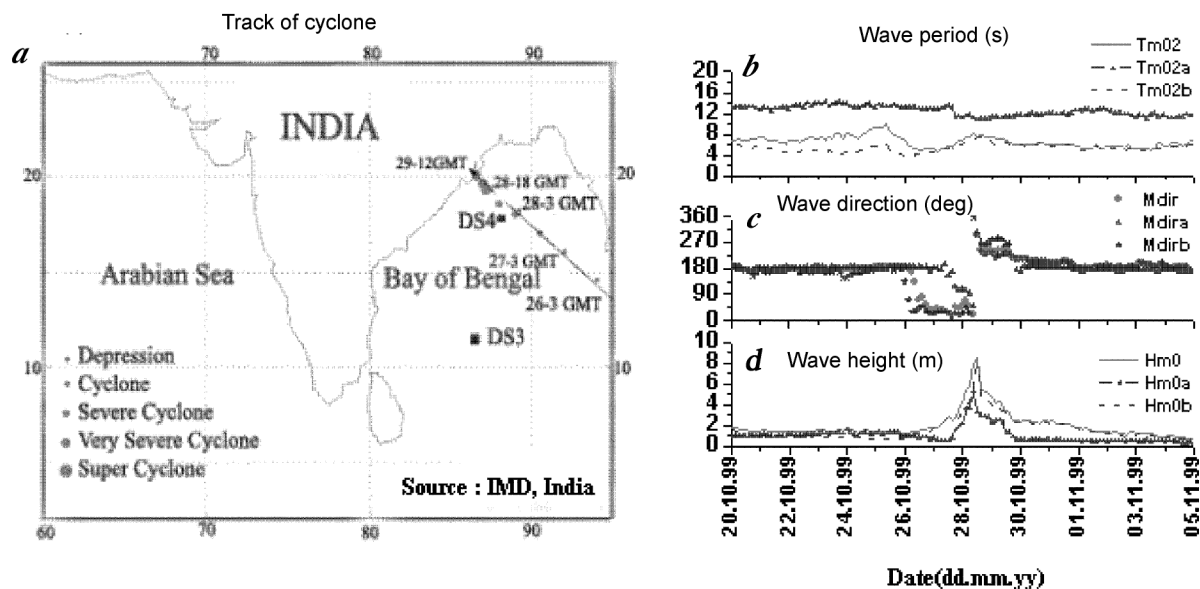 Track of cyclone
a
70
80
90
INDIA
20
29-12GMT
28-18 GMT
20
28-3 GMT
DS4
Arabian Sea
Bay of Bengal
27-3 GMT
26-3 GMT
DS3
10
10
Depression
Cyclone
Severe Cyclone
Very Severe Cyclone
Super Cyclone
Source : IMD, India
60
70
80
90
Wave period (s)
b
Tm02
Tm02a
Tm02b
20
16
12
8
4
0
c
Wave direction (deg)
Mdir
Mdira
Mdirb
360
270
180
90
0
d
Wave height (m)
Hm0
Hm0a
Hm0b
10
8
6
4
2
0
20.10.99
22.10.99
24.10.99
26.10.99
28.10.99
30.10.99
01.11.99
03.11.99
05.11.99
Date(dd.mm.yy)